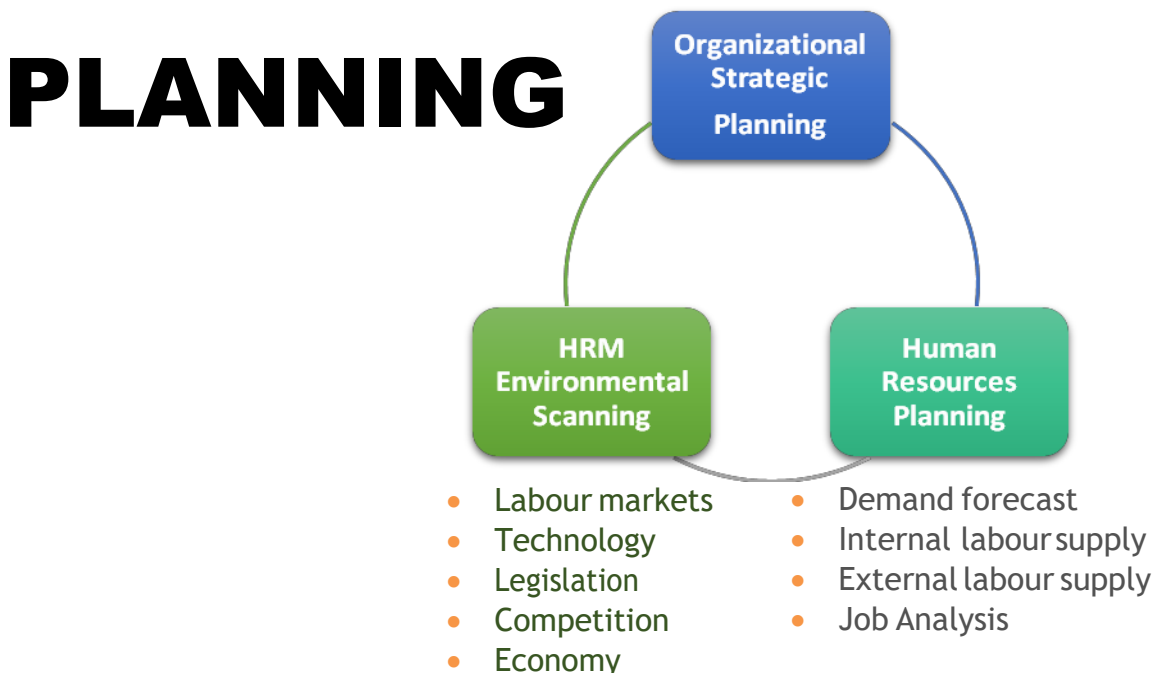 PLANNING
Organizational
Strategic
Planning
HRM
Environmental
Scanning
Human
Resources
Planning
• Labour markets
• Technology
• Legislation
• Competition
• Economy
• Demand forecast
• Internal labour supply
• External labour supply
• Job Analysis